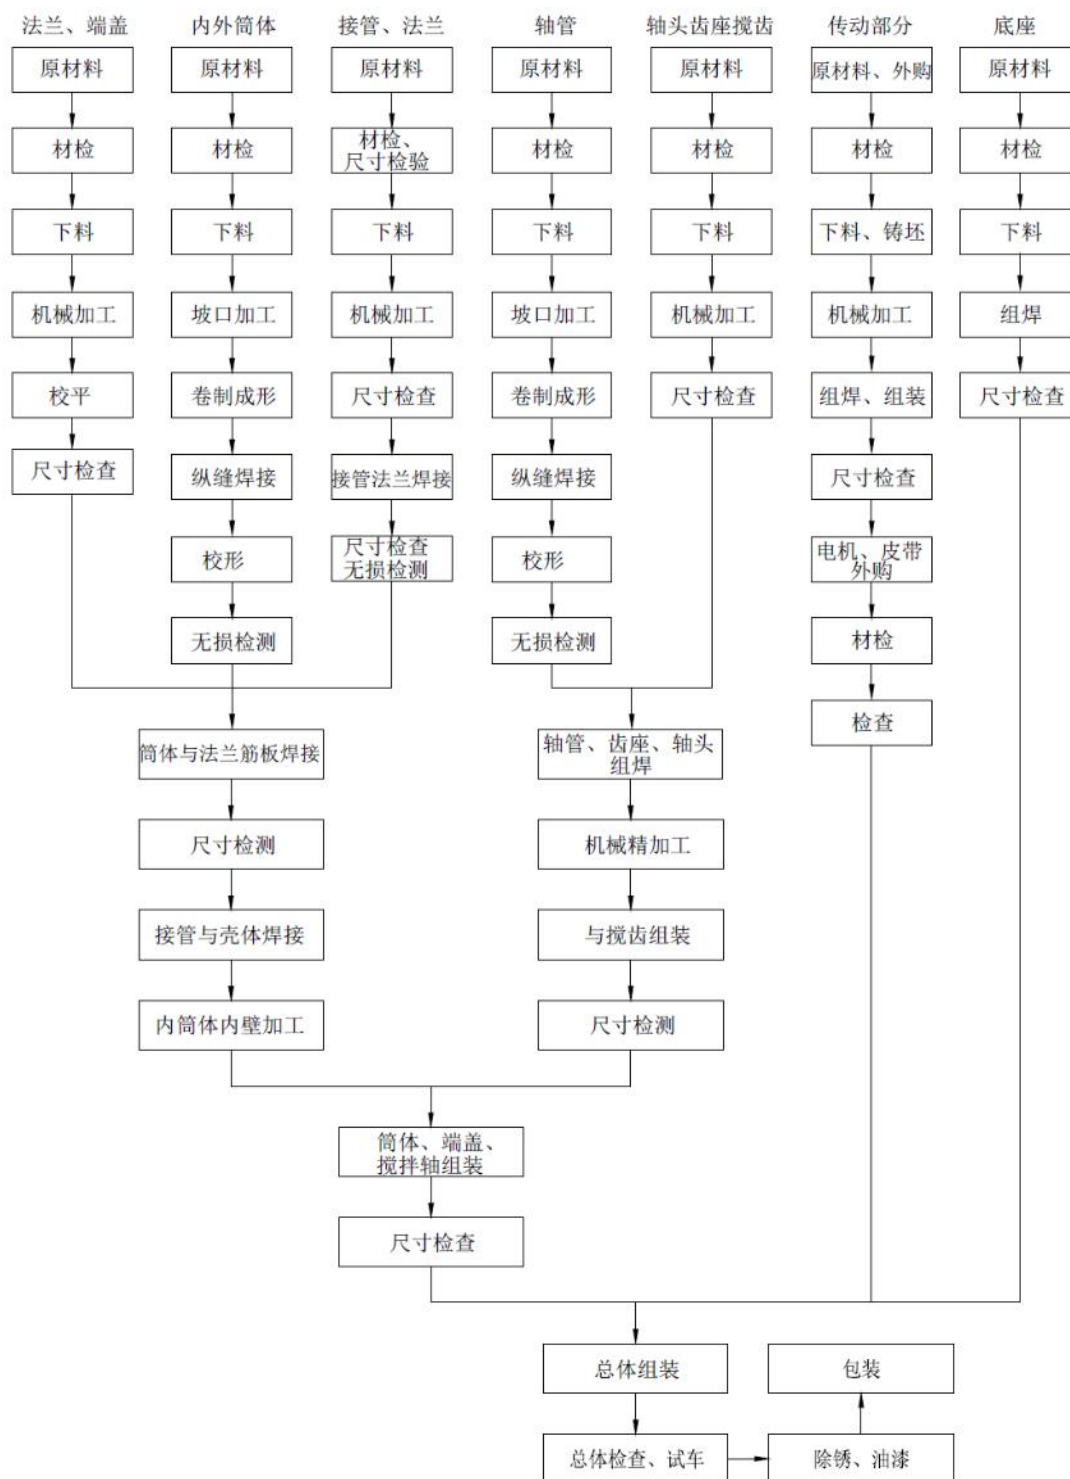 法兰、端盖
内外筒体
接管、法兰
轴管
轴头齿座搅齿
传动部分
底座
原材料
原材料
原材料
原材料
原材料
原材料、外购
原材料
材检
材检
材检、
尺寸检验
材检
材检
材检
材检
下料
下料
下料
下料
下料
下料、铸坯
下料
机械加工
坡口加工
机械加工
坡口加工
机械加工
机械加工
组焊
校平
卷制成形
尺寸检查
卷制成形
尺寸检查
组焊、组装
尺寸检查
尺寸检查
纵缝焊接
接管法兰焊接
纵缝焊接
尺寸检查
校形
尺寸检查
无损检测
校形
电机、皮带
外购
无损检测
无损检测
材检
检查
筒体与法兰筋板焊接
轴管、齿座、轴头
组焊
尺寸检测
机械精加工
接管与壳体焊接
与搅齿组装
内筒体内壁加工
尺寸检测
筒体、端盖、
搅拌轴组装
尺寸检查
总体组装
包装
总体检查、试车
除锈、油漆